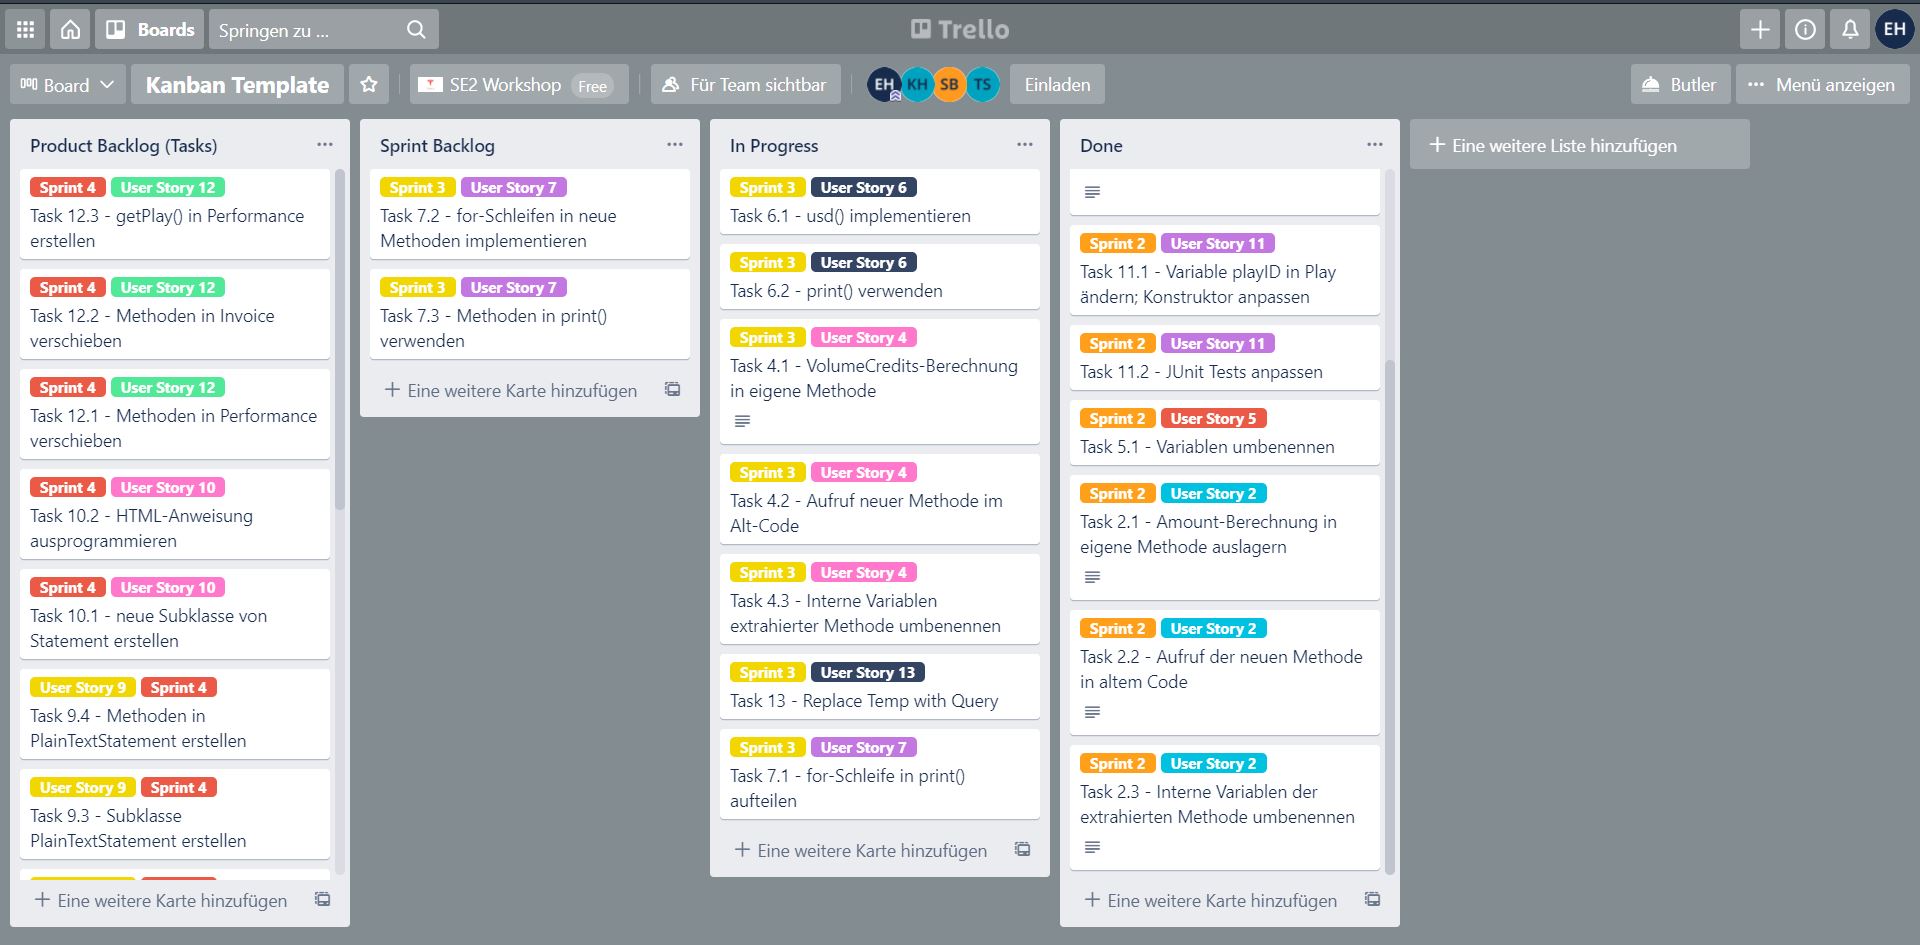 Boards
Springen zu ...
Trello
EH
Board
Kanban Template
SE2 Workshop Free
Für Team sichtbar
EH KH SB TS
Einladen
Butler
Menü anzeigen
Product Backlog (Tasks)
Sprint 4 User Story 12
Task 12.3 - getPlay() in Performance
erstellen
Sprint 4 User Story 12
Task 12.2 - Methoden in Invoice
verschieben
Sprint 4 User Story 12
Task 12.1 - Methoden in Performance
verschieben
Sprint 4 User Story 10
Task 10.2 - HTML-Anweisung
ausprogrammieren
Sprint 4 User Story 10
Task 10.1 - neue Subklasse von
Statement erstellen
User Story 9 Sprint 4
Task 9.4 - Methoden in
PlainTextStatement erstellen
User Story 9 Sprint 4
Task 9.3 - Subklasse
PlainTextStatement erstellen
+ Eine weitere Karte hinzufügen
Sprint Backlog
Sprint 3 User Story 7
Task 7.2 - for-Schleifen in neue
Methoden implementieren
Sprint 3 User Story 7
Task 7.3 - Methoden in print()
verwenden
+ Eine weitere Karte hinzufügen
In Progress
Sprint 3 User Story 6
Task 6.1 - usd() implementieren
Sprint 3 User Story 6
Task 6.2 - print() verwenden
Sprint 3 User Story 4
Task 4.1 - VolumeCredits-Berechnung
in eigene Methode
Sprint 3 User Story 4
Task 4.2 - Aufruf neuer Methode im
Alt-Code
Sprint 3 User Story 4
Task 4.3 - Interne Variablen
extrahierter Methode umbenennen
Sprint 3 User Story 13
Task 13 - Replace Temp with Query
Sprint 3 User Story 7
Task 7.1 - for-Schleife in print()
aufteilen
+ Eine weitere Karte hinzufügen
Done
Sprint 2 User Story 11
Task 11.1 - Variable playID in Play
ändern; Konstruktor anpassen
Sprint 2 User Story 11
Task 11.2 - JUnit Tests anpassen
Sprint 2 User Story 5
Task 5.1 - Variablen umbenennen
Sprint 2 User Story 2
Task 2.1 - Amount-Berechnung in
eigene Methode auslagern
Sprint 2 User Story 2
Task 2.2 - Aufruf der neuen Methode
in altem Code
Sprint 2 User Story 2
Task 2.3 - Interne Variablen der
extrahierten Methode umbenennen
+ Eine weitere Karte hinzufügen
+ Eine weitere Liste hinzufügen